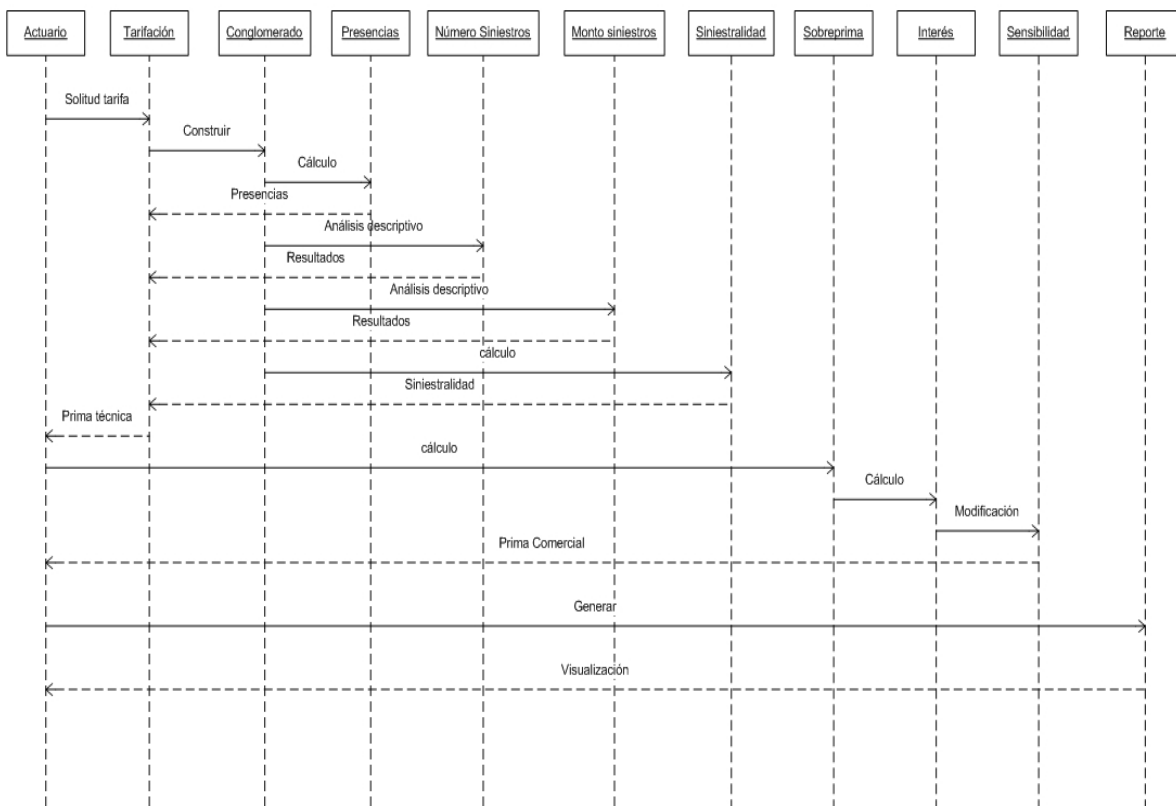 Actuario
Tarifación
Conglomerado
Presencias
Número Siniestros
Monto siniestros
Siniestralidad
Sobreprima
Interés
Sensibilidad
Reporte
Solitud tarifa
Construir
Cálculo
Presencias
Análisis descriptivo
Resultados
Análisis descriptivo
Resultados
cálculo
Siniestralidad
Prima técnica
cálculo
Cálculo
Modificación
Prima Comercial
Generar
Visualización